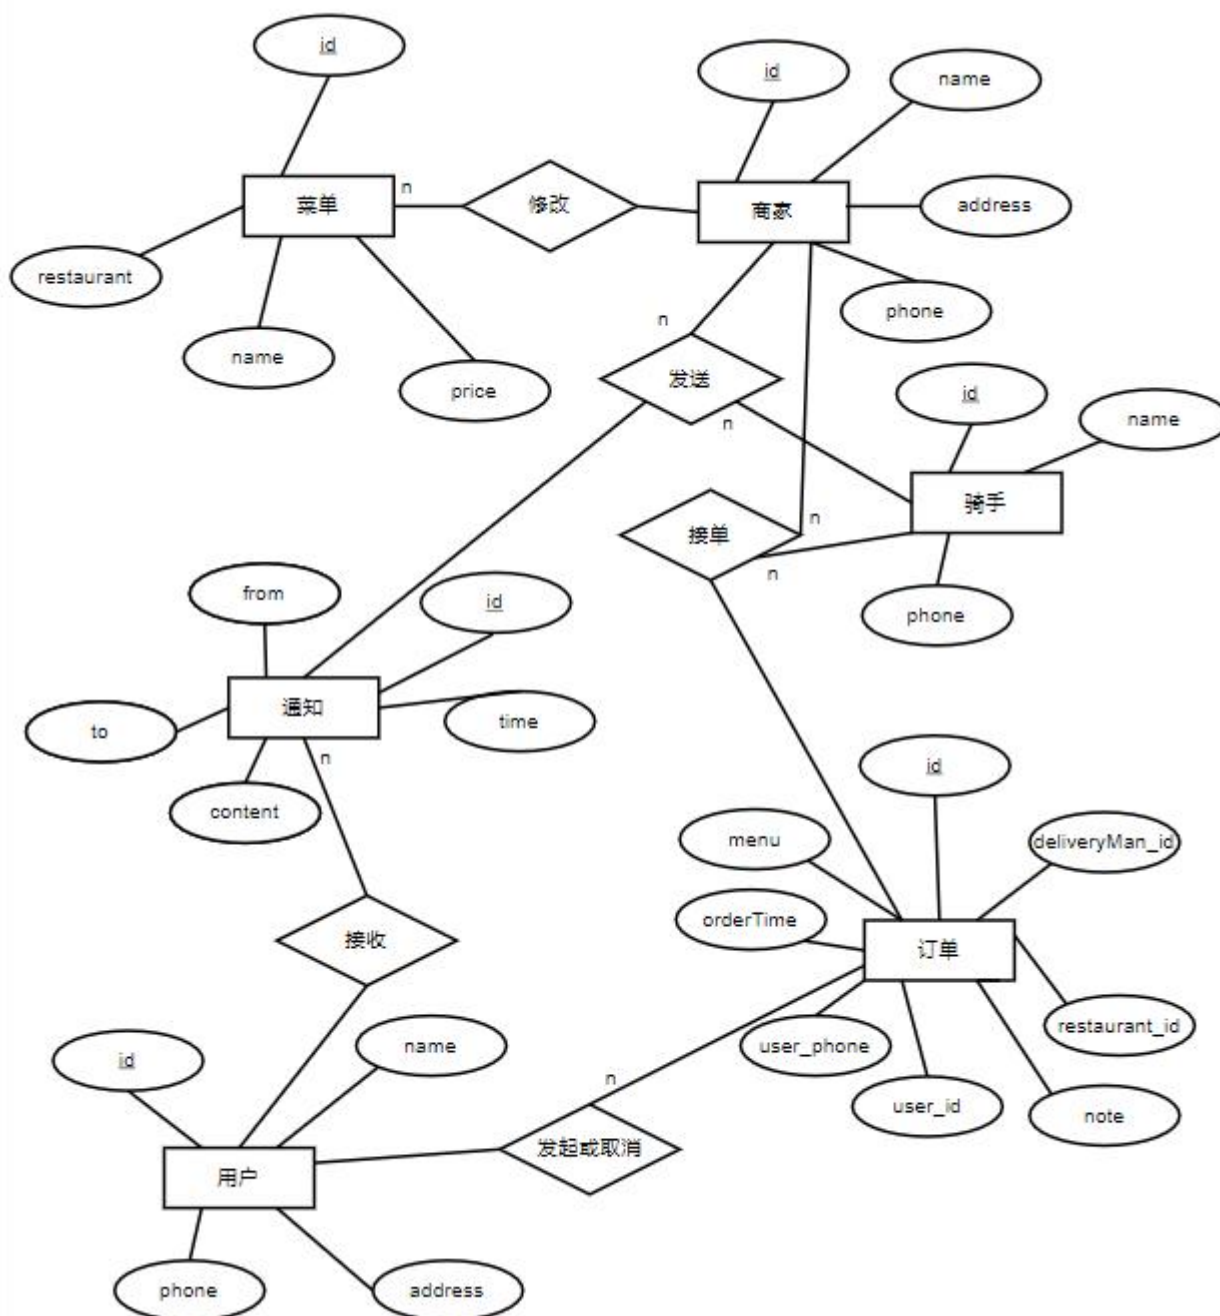 id
id
name
菜单
n
修改
商家
address
restaurant
name
price
phone
n
发送
n
id
name
骑手
接单
n
n
phone
from
id
通知
to
time
n
content
id
menu
deliveryMan_id
orderTime
订单
接收
restaurant_id
user_phone
user_id
note
id
name
n
用户
发起或取消
phone
address